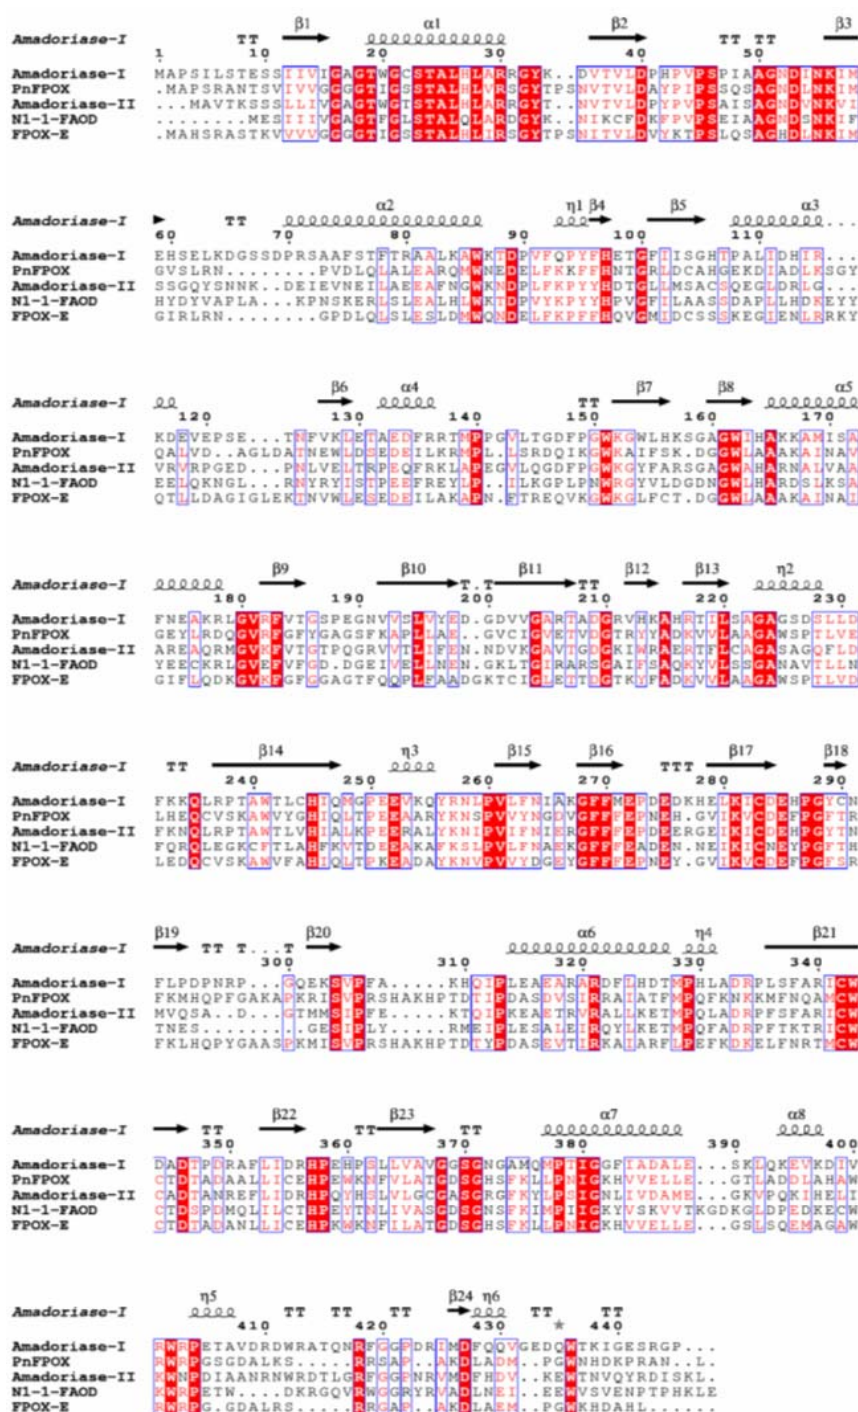 β1 α1 β2 β3
Amadoriase-I TT TT TT
1 10 20 30 40 50
Amadoriase-I MAPSILSTESSIIVIGAGTWGCSTALHLARRGYK..DVTVLDPHPVPSPIAAGNDINKIM
PnFPOX .MAPSRANTSVIVVGGGGTIGSSTALHLVRSGYTPSNVTVLDAYPIPSSQSAGNDLNKIM
Amadoriase-II ..MAVTKSSSLLIVGAGTWGTSTALHLARRGYT..NVTVLDPYPVPSAISAGNDVNKVI
N1-1-FAOD .......MESIIIVGAGTFGLSTALQLARDGYK..NIKCFDKFPVPSEIAAGNDSNKIF
FPOX-E .MAHSRASTKVVVVGGGGTIGSSTALHLIRSGYTPSNITVLDVYKTPSLQSAGHDLNKIM
α2 η1 β4 β5 α3
Amadoriase-I TT
60 70 80 90 100 110
Amadoriase-I EHSELKDGSSDPRSAAFSTFTRAALKAWKTDPVFQPYFHETGFIISGHTPALIDHIR...
PnFPOX GVSLRN........PVDLQLALEARQMWNEDELFKKFFHNTGRLDCAHGEKDIADLKSGY
Amadoriase-II SSGQYSNNK.DEIEVNEILAEEAFNGWKNDPLFKPYYHDTGLLMSACSQEGLDRLG...
N1-1-FAOD HYDYVAPLA...KPNSKERLSLEALHLWKTDPVYKPYYHPVGFILAASSDAPLLHDKEYY
FPOX-E GIRLRN........GPDLQLSLESLDMWQNDELFKPFFHQVGMIDCSSSKEGIENLRRKY
β6 α4 β7 β8 α5
Amadoriase-I TT
120 130 140 150 160 170
Amadoriase-I KDEVEPSE...TNFVKLETAEDFRRTMPPGVLTGDFPGWKGWLHKSGAGWIHAKKAMISA
PnFPOX QALVD..AGLDATNEWLDSEDEILKRMPL.LSRDQIKGWKAIFSK.DGGWLAAAKAINAV
Amadoriase-II VRVRPGED..PNLVELTRPEQFRKLAPEGVLQGDFPGWKGYFARSGAGWAHARNALVAA
N1-1-FAOD EELQKNGL...RNYRYISTPEEFREYLP..ILKGPLPNWRGYVLDGDNGWLHARDSLKSA
FPOX-E QTLLDAGIGLEKTNVWLESEDEILAKAPN.FTREQVKGWKGLFCT.DGGWLAAAKAINAI
β9 β10 β11 β12 β13 η2
Amadoriase-I TT T.T TT
180 190 200 210 220 230
Amadoriase-I FNEAKRLGVRFVTGSPEGNVVSLVYED.GDVVGARTADGRVHKAHRTILSAGAGSDSLLD
PnFPOX GEYLRDQGVRFGFYGAGSFKAPLLAE..GVCIGVETVDGTRYYADKVVLAAGAWSPTLVE
Amadoriase-II AREAQRMGVKFVTGTPQGRVVTLIFEN.NDVKGAVTGDGKIWRAERTFLCAGASAGQFLD
N1-1-FAOD YEECKRLGVEFVFGD.DGEIVELLNEN.GKLTGIRARSGAIFSAQKYVLSSGANAVTLLN
FPOX-E GIFLQDKGVKFGFGGAGTFQQPLFAADGKTCIGLETTDGTKYFADKVVLAAGAWSPTLVD
β14 η3 β15 β16 β17 β18
Amadoriase-I TT TTT
240 250 260 270 280 290
Amadoriase-I FKKQLRPTAWTLCHIQMGPEEVKQYRNLPVLFNIAKGFFMEPDEDKHELKICDEHPGYCN
PnFPOX LHEQCVSKAWVYGHIQLTPEEAARYKNSPVVYNGDVGFFFEPNEH.GVIKVCDEFPGYTR
Amadoriase-II FKNQLRPTAWTLVHIALKPEERALYKNIPVIFNIERGFFFEPDEERGEIKICDEHPGYTN
N1-1-FAOD FQRQLEGKCFTLAHFKVTDEEAKAFKSLPVLFNAEKGFFFEADEN.NEIKICNEYPGFTH
FPOX-E LEDQCVSKAWVFAHIQLTPKEADAYKNVPVVYDGEYGFFFEPNEY.GVIKVCDEFPGFSR
β19 β20 α6 η4 β21
Amadoriase-I TT T....T
300 310 320 330 340
Amadoriase-I FLPDPNRP....GQEKSVPFA....KHQIPLEAEARARDFLHDTMPHLADRPLSFARICW
PnFPOX FKMHQPFGAKAPKRISVPRSHAKHPTDTIPDASDVSIRRAIATFMPQFKNKKMFNQAMCW
Amadoriase-II MVQSA..D....GTMMSIPFE....KTQIPKEAETRVRALLKETMPQLADRPFSFARICW
N1-1-FAOD TNES........GESIPLY....RMEIPLESALEIRQYLKETMPQFADRPFTKTRICW
FPOX-E FKLHQPYGAASPKMISVPRSHAKHPTDTYPDASEVTIRKAIARFLPEFKDKELFNRTMCW
β22 β23 α7 α8
Amadoriase-I TT TT TT
350 360 370 380 390 400
Amadoriase-I DADTPDRAFLIDRHPEHPSLLVAVGGSGNGAMQMPTIGGFIADALE...SKLQKEVKDIV
PnFPOX CTDTADAALLICEHPEWKNFVLATGDSGHSFKLLPNIGKHVVELLE...GTLADDLAHAW
Amadoriase-II CADTANREFLIDRHPQYHSLVLGCGASGRGFKYLPSIGNLIVDAME...GKVPQKIHELI
N1-1-FAOD CTDSPDMQLILCTHPEYTNLIVASGDSGNSFKIMPIIGKYVSKVVTKGDKGLDPEDKECW
FPOX-E CTDTADANLLICEHPKWKNFILATGDSGHSFKLLPNIGKHVVELLE...GSLSQEMAGAW
η5 β24 η6
Amadoriase-I TT TT TT TT TT
410 420 430 440
Amadoriase-I RWRPETAVDRDWRATQNRFGGPDRIMDFQQVGEDQWTKIGESRGP...
PnFPOX RWRPGSGDALKS.....RRSAP..AKDLADM..PGWNHDKPRAN..L.
Amadoriase-II KWNPDIAANRNWRDTLGRFGGPNRVMDFHDV..KEWTNVQYRDISKL.
N1-1-FAOD KWRPETW....DKRGQVRWGGRYRVADLNEI..EEWVSVENPTPHKLE
FPOX-E RWRPG.GDALRS.....RRGAP..AKDLAEM..PGWKHDAKL......